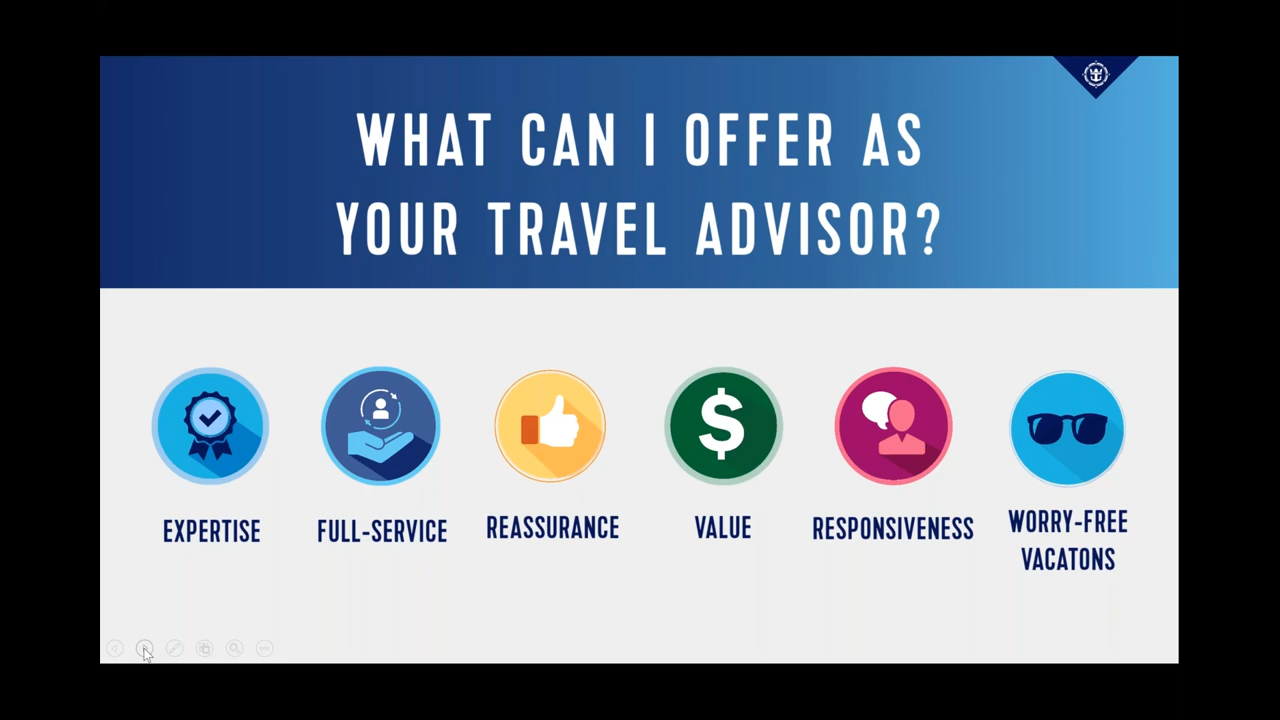 WHAT CAN I OFFER AS
YOUR TRAVEL ADVISOR?
EXPERTISE
FULL-SERVICE
REASSURANCE
VALUE
RESPONSIVENESS
WORRY-FREE
VACATONS